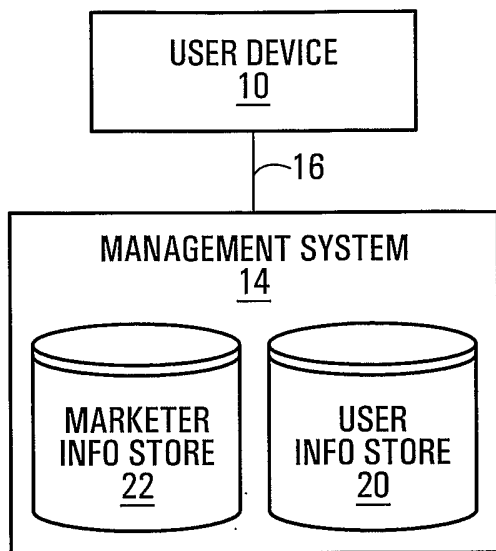 USER DEVICE
10
16
MANAGEMENT SYSTEM
14
MARKETER
INFO STORE
22
USER
INFO STORE
20